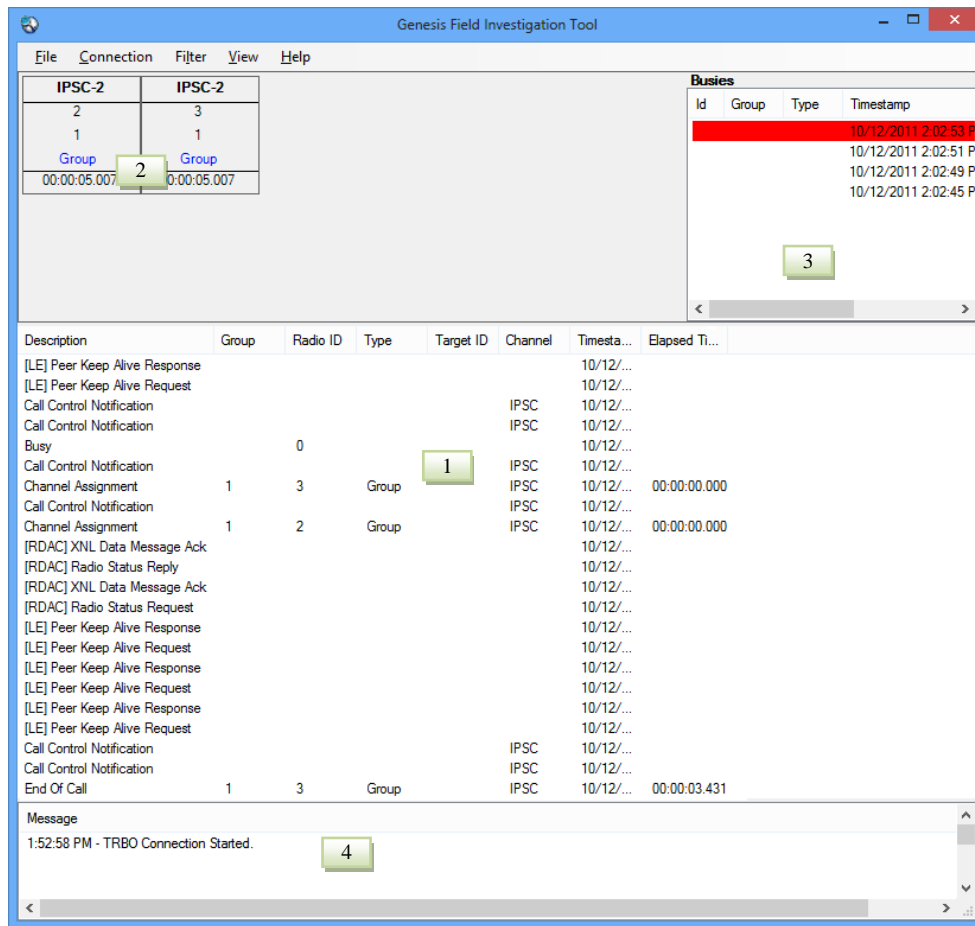 Genesis Field Investigation Tool
File Connection Filter View Help
IPSC-2 IPSC-2
2 3
1 1
Group Group
00:00:05.007 0:00:05.007
2
Busies
Id Group Type Timestamp
10/12/2011 2:02:53 P
10/12/2011 2:02:51 P
10/12/2011 2:02:49 P
10/12/2011 2:02:45 P
3
Description Group Radio ID Type Target ID Channel Timesta... Elapsed Ti...
[LE] Peer Keep Alive Response 10/12/...
[LE] Peer Keep Alive Request 10/12/...
Call Control Notification IPSC 10/12/...
Call Control Notification IPSC 10/12/...
Busy 0 10/12/...
Call Control Notification IPSC 10/12/...
1
Channel Assignment 1 3 Group IPSC 10/12/... 00:00:00.000
Call Control Notification IPSC 10/12/...
Channel Assignment 1 2 Group IPSC 10/12/... 00:00:00.000
[RDAC] XNL Data Message Ack 10/12/...
[RDAC] Radio Status Reply 10/12/...
[RDAC] XNL Data Message Ack 10/12/...
[RDAC] Radio Status Request 10/12/...
[LE] Peer Keep Alive Response 10/12/...
[LE] Peer Keep Alive Request 10/12/...
[LE] Peer Keep Alive Response 10/12/...
[LE] Peer Keep Alive Request 10/12/...
[LE] Peer Keep Alive Response 10/12/...
[LE] Peer Keep Alive Request 10/12/...
Call Control Notification IPSC 10/12/...
Call Control Notification IPSC 10/12/...
End Of Call 1 3 Group IPSC 10/12/... 00:00:03.431
Message
1:52:58 PM - TRBO Connection Started.
4